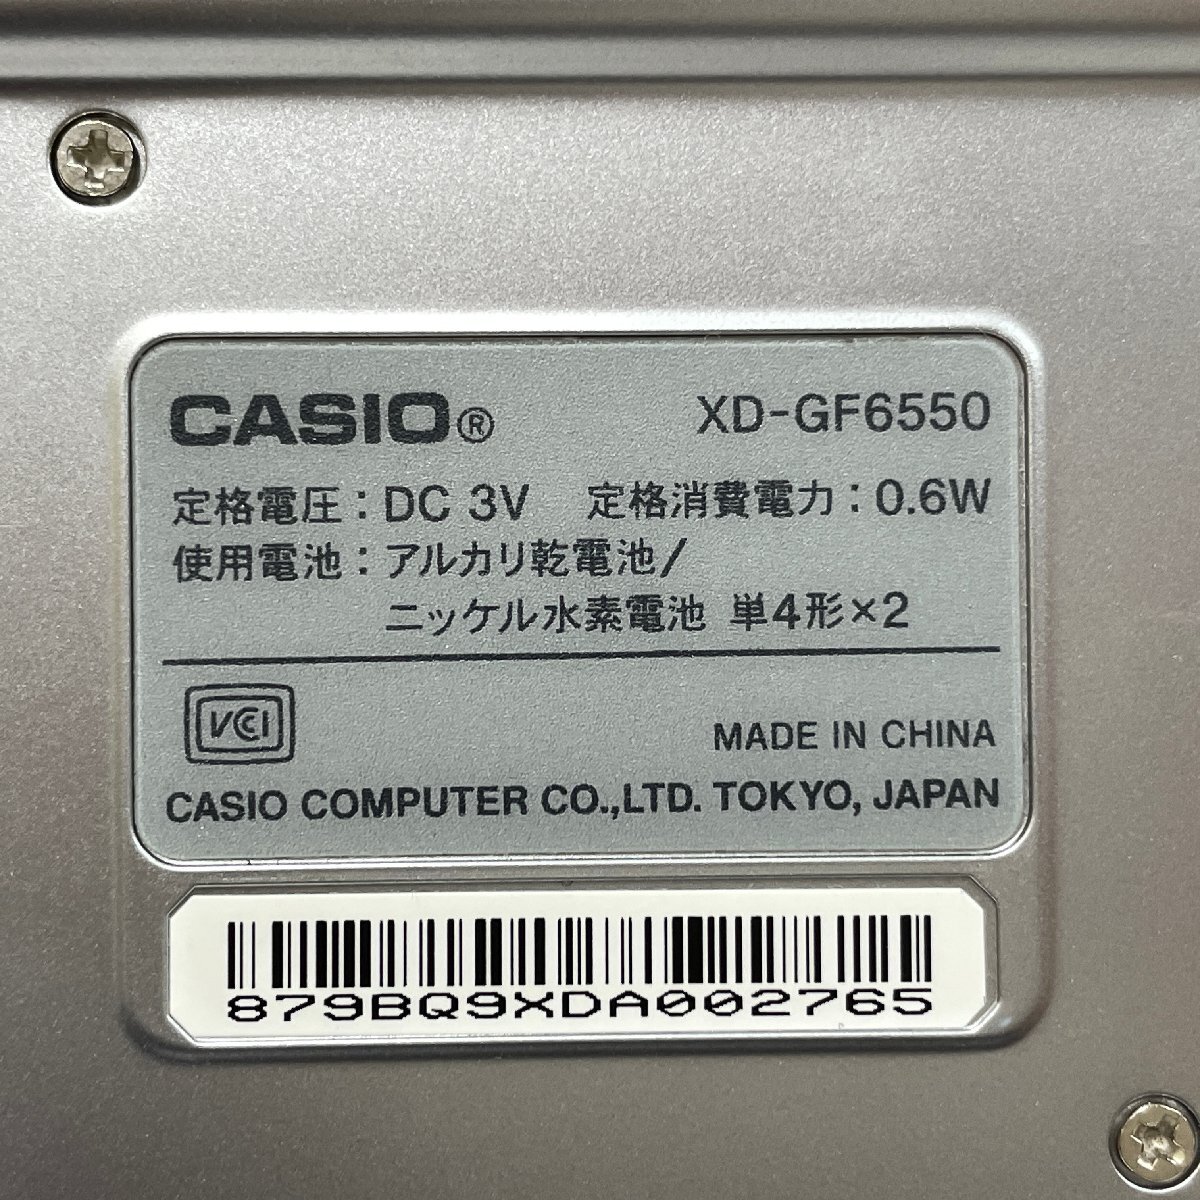 CASIO® XD-GF6550
定格電圧：DC 3V 定格消費電力：0.6W
使用電池：アルカリ乾電池/
ニッケル水素電池 単4形×2
VCCI
MADE IN CHINA
CASIO COMPUTER CO.,LTD. TOKYO, JAPAN
879BQ9XDA002765